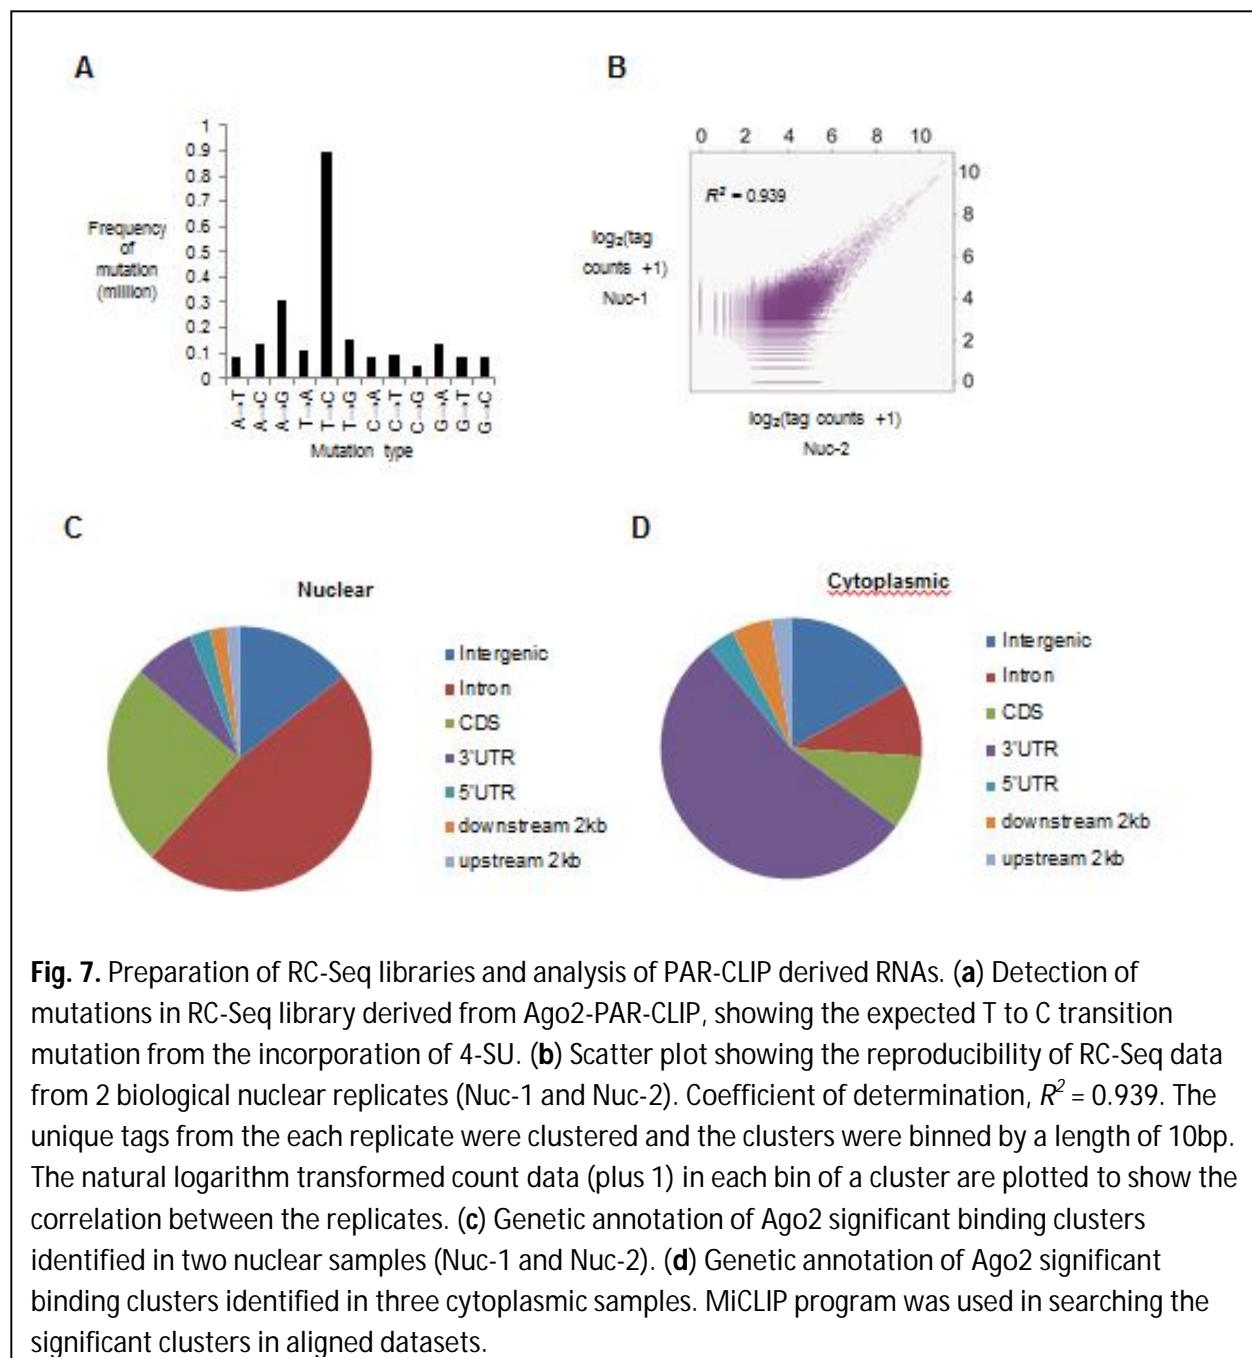 A
B
1
0.9
0.8
0.7
0.6
0.5
0.4
0.3
0.2
0.1
0
Frequency
of
mutation
(million)
A→T
A→C
A→G
T→A
T→C
T→G
C→A
C→T
C→G
G→A
G→T
G→C
Mutation type
0 2 4 6 8 10
R² = 0.939
log₂(tag
counts +1)
Nuc-1
10
8
6
4
2
0
log₂(tag counts +1)
Nuc-2
C
D
Nuclear
Intergenic
Intron
CDS
3'UTR
5'UTR
downstream 2kb
upstream 2kb
Cytoplasmic
Intergenic
Intron
CDS
3'UTR
5'UTR
downstream 2kb
upstream 2kb
Fig. 7. Preparation of RC-Seq libraries and analysis of PAR-CLIP derived RNAs. (a) Detection of
mutations in RC-Seq library derived from Ago2-PAR-CLIP, showing the expected T to C transition
mutation from the incorporation of 4-SU. (b) Scatter plot showing the reproducibility of RC-Seq data
from 2 biological nuclear replicates (Nuc-1 and Nuc-2). Coefficient of determination, R² = 0.939. The
unique tags from the each replicate were clustered and the clusters were binned by a length of 10bp.
The natural logarithm transformed count data (plus 1) in each bin of a cluster are plotted to show the
correlation between the replicates. (c) Genetic annotation of Ago2 significant binding clusters
identified in two nuclear samples (Nuc-1 and Nuc-2). (d) Genetic annotation of Ago2 significant
binding clusters identified in three cytoplasmic samples. MiCLIP program was used in searching the
significant clusters in aligned datasets.